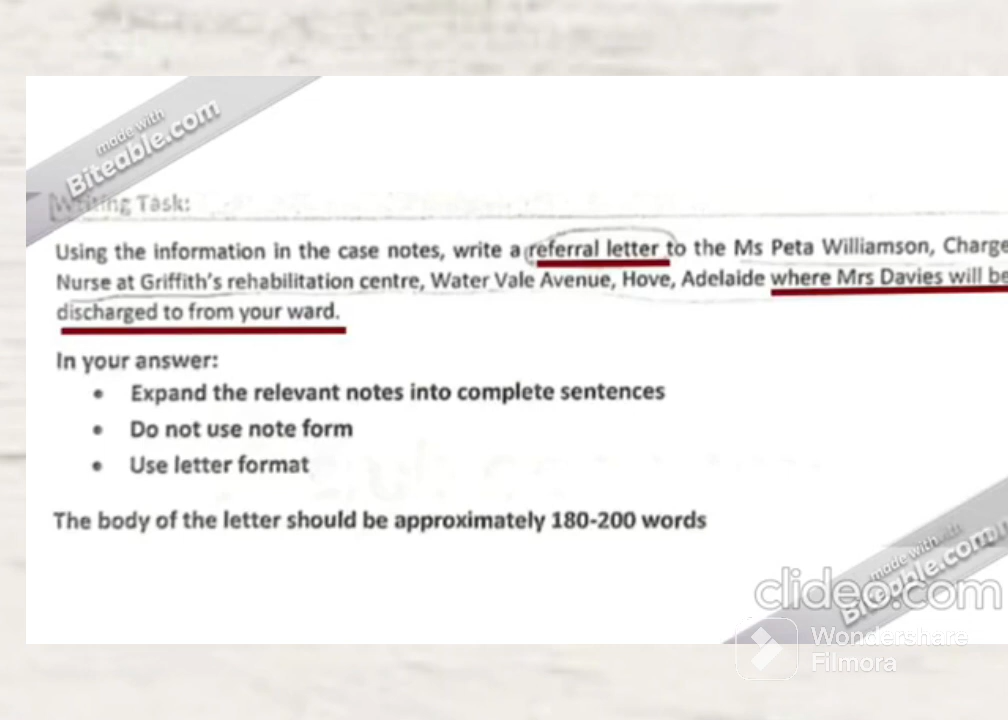 made with
Biteable.com
Writing Task:
Using the information in the case notes, write a referral letter to the Ms Peta Williamson, Charge
Nurse at Griffith's rehabilitation centre, Water Vale Avenue, Hove, Adelaide where Mrs Davies will be
discharged to from your ward.
In your answer:
• Expand the relevant notes into complete sentences
• Do not use note form
• Use letter format
The body of the letter should be approximately 180-200 words
made with
Biteable.com
clideo.com
Wondershare
Filmora